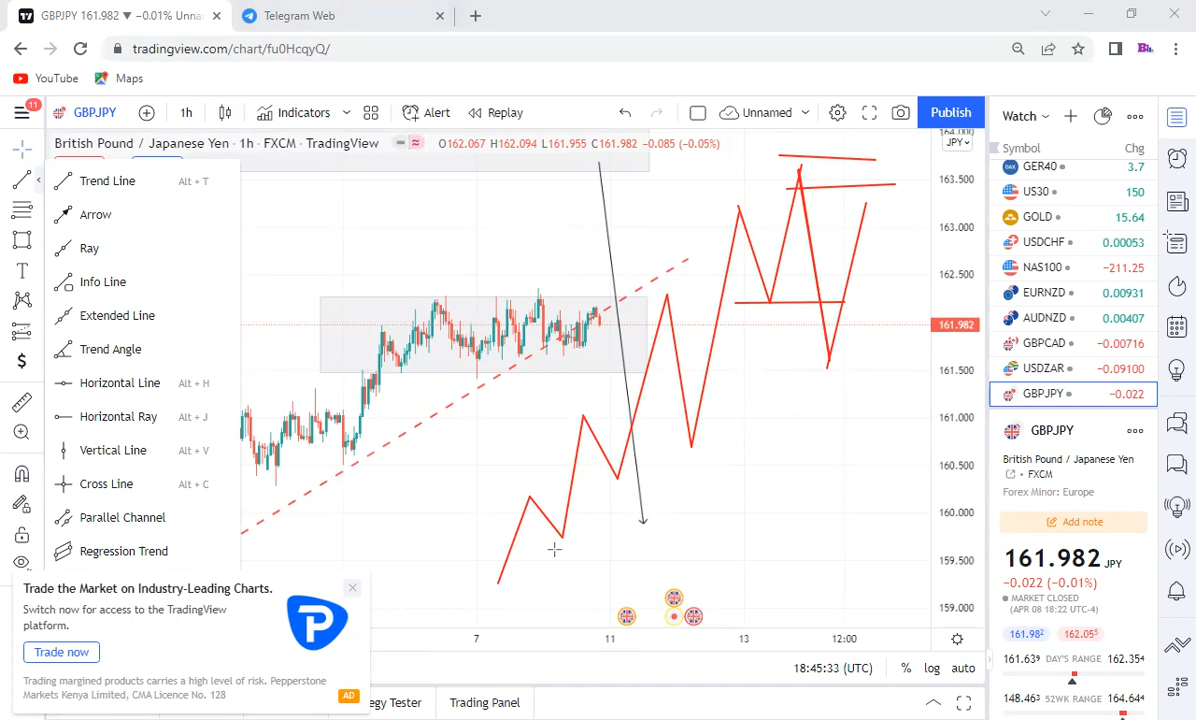 GBPJPY 161.982 ▼ −0.01% Unna
Telegram Web
tradingview.com/chart/fu0HcqyQ/
YouTube
Maps
11
GBPJPY
1h
Indicators
Alert
Replay
Unnamed
Publish
British Pound / Japanese Yen · 1h · FXCM · TradingView
O162.067 H162.094 L161.955 C161.982 −0.085 (−0.05%)
Trend Line Alt + T
Arrow
Ray
Info Line
Extended Line
Trend Angle
Horizontal Line Alt + H
Horizontal Ray Alt + J
Vertical Line Alt + V
Cross Line Alt + C
Parallel Channel
Regression Trend
Trade the Market on Industry-Leading Charts.
Switch now for access to the TradingView
platform.
Trade now
Trading margined products carries a high level of risk. Pepperstone
Markets Kenya Limited, CMA Licence No. 128
AD
164.000
JPY
163.500
163.000
162.500
161.982
161.500
161.000
160.500
160.000
159.500
159.000
7
11
13
12:00
18:45:33 (UTC)
%
log
auto
egy Tester
Trading Panel
Watch
Symbol Chg
GER40 3.7
US30 150
GOLD 15.64
USDCHF 0.00053
NAS100 −211.25
EURNZD 0.00931
AUDNZD 0.00407
GBPCAD −0.00716
USDZAR −0.09100
GBPJPY −0.022
GBPJPY
British Pound / Japanese Yen
FXCM
Forex Minor: Europe
Add note
161.982 JPY
−0.022 (−0.01%)
MARKET CLOSED
(APR 08 18:22 UTC-4)
161.982 162.055
161.639 DAY'S RANGE 162.354
148.463 52WK RANGE 164.644